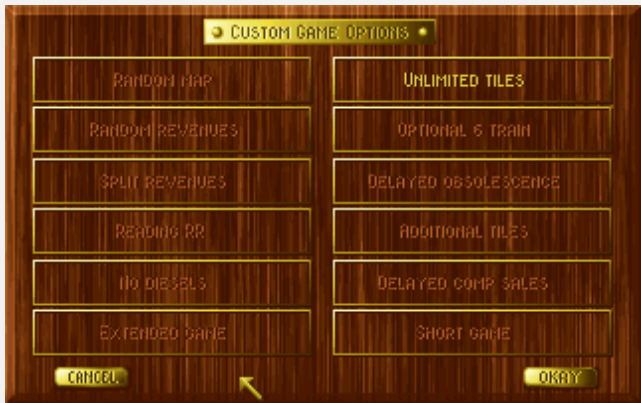 Custom Game Options
Random map
Unlimited tiles
Random revenues
Optional 6 train
Split revenues
Delayed obsolescence
Reading RR
Additional tiles
No diesels
Delayed comp sales
Extended game
Short game
Cancel
Okay